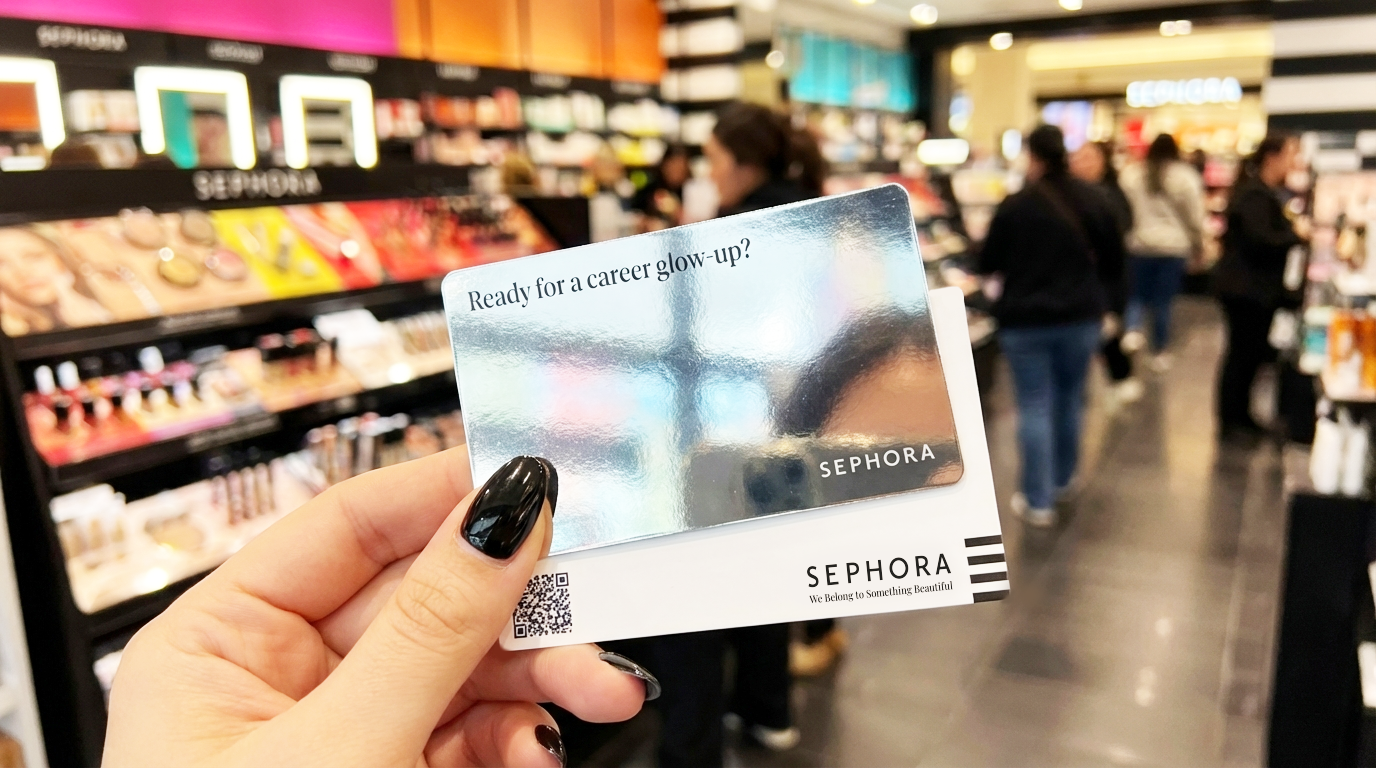 SEPHORA
SEPHORA
SEPHORA
Ready for a career glow-up?
SEPHORA
SEPHORA
We Belong to Something Beautiful